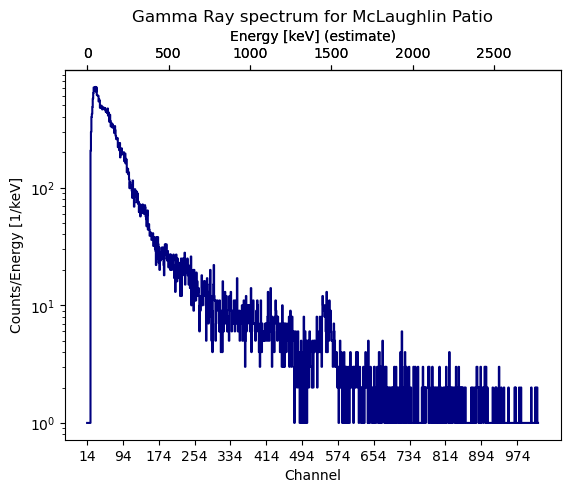 Gamma Ray spectrum for McLaughlin Patio
Energy [keV] (estimate)
0 500 1000 1500 2000 2500
Counts/Energy [1/keV]
10²
10¹
10⁰
14 94 174 254 334 414 494 574 654 734 814 894 974
Channel